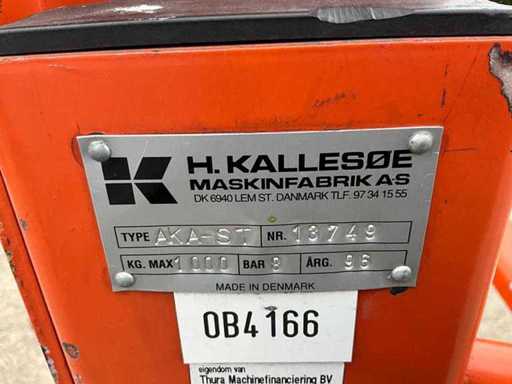 K H. KALLESØE
MASKINFABRIK A-S
DK 6940 LEM ST. DANMARK TLF. 97 34 15 55
TYPE AKA-ST NR. 13749
KG. MAX 1000 BAR 8 ÅRG. 96
MADE IN DENMARK
0B4166
eigendom van
Thura Machinefinanciering BV